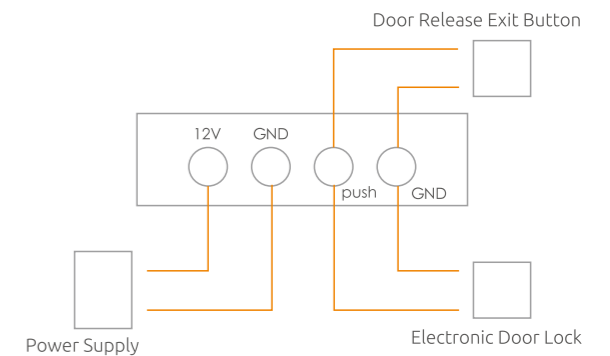 Door Release Exit Button
12V GND
push GND
Electronic Door Lock
Power Supply